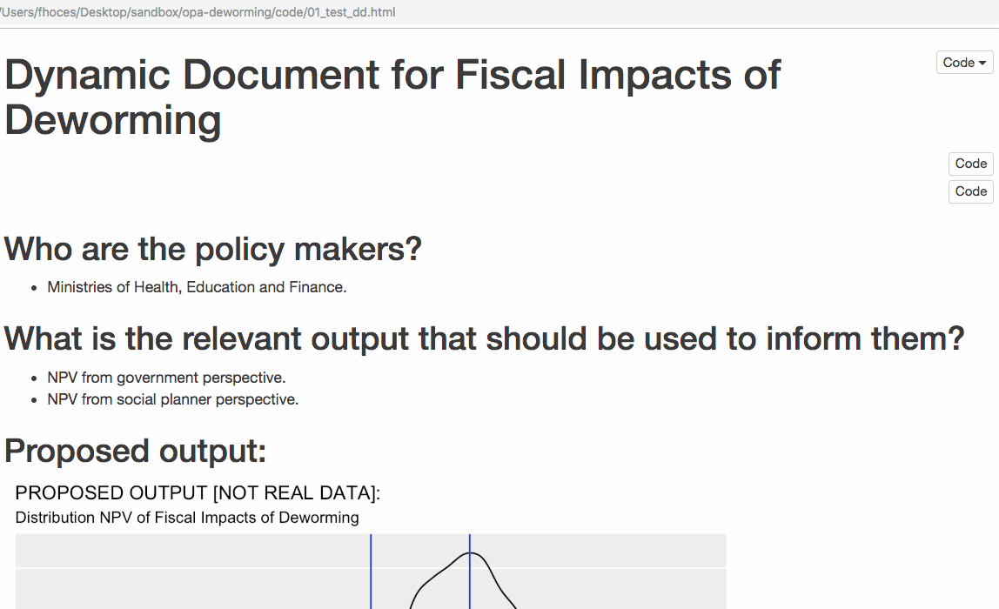 /Users/fhoces/Desktop/sandbox/opa-deworming/code/01_test_dd.html
Dynamic Document for Fiscal Impacts of
Deworming
Code
Code
Code
Who are the policy makers?
Ministries of Health, Education and Finance.
What is the relevant output that should be used to inform them?
NPV from government perspective.
NPV from social planner perspective.
Proposed output:
PROPOSED OUTPUT [NOT REAL DATA]:
Distribution NPV of Fiscal Impacts of Deworming